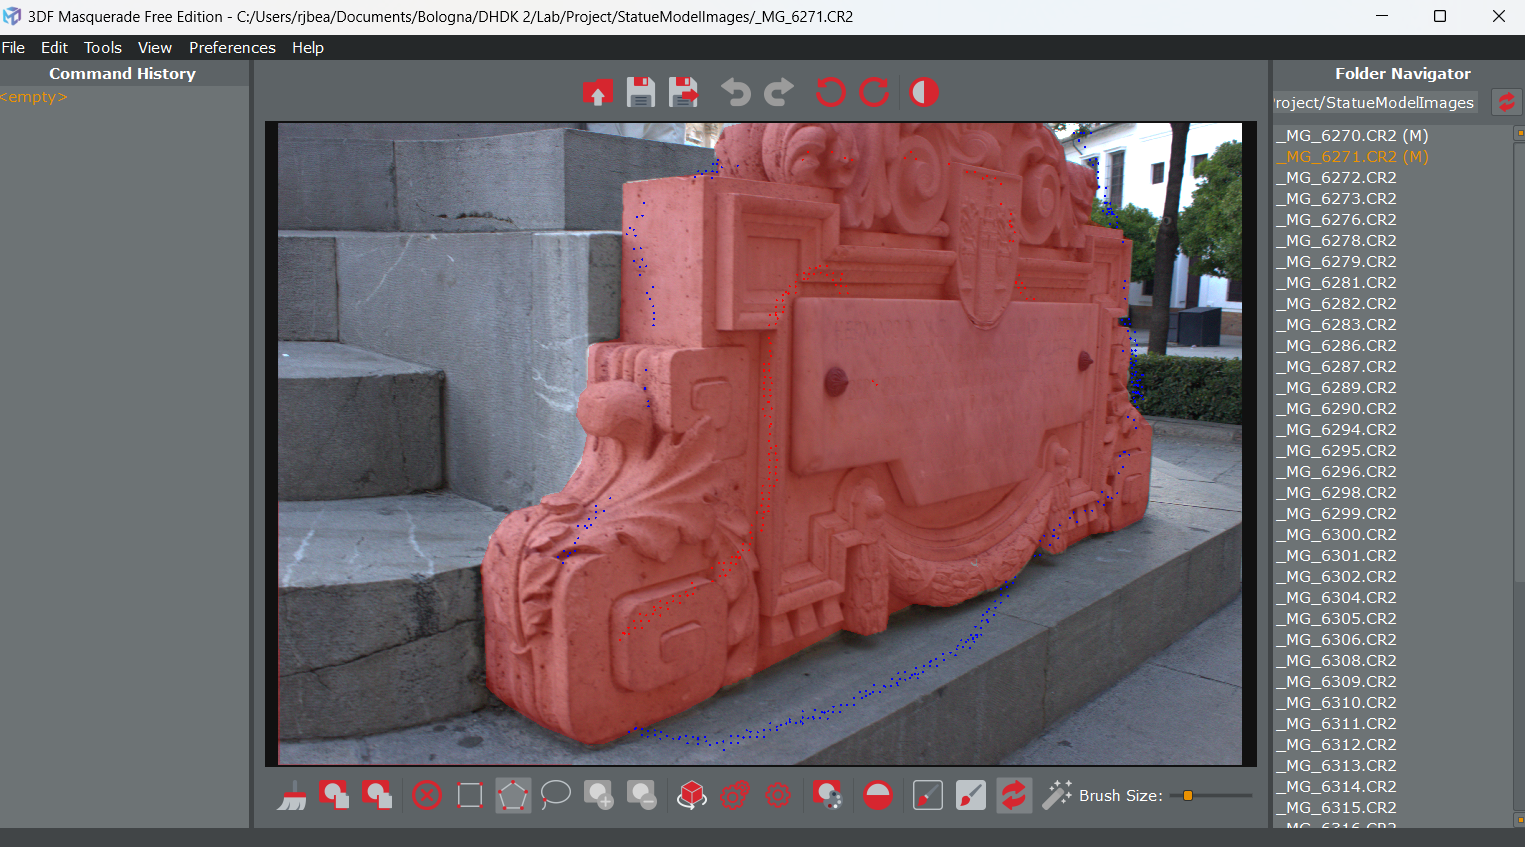 3DF Masquerade Free Edition - C:/Users/rjbea/Documents/Bologna/DHDK 2/Lab/Project/StatueModelImages/_MG_6271.CR2
File Edit Tools View Preferences Help
Command History
<empty>
Folder Navigator
roject/StatueModelImages
_MG_6270.CR2 (M)
_MG_6271.CR2 (M)
_MG_6272.CR2
_MG_6273.CR2
_MG_6276.CR2
_MG_6278.CR2
_MG_6279.CR2
_MG_6281.CR2
_MG_6282.CR2
_MG_6283.CR2
_MG_6286.CR2
_MG_6287.CR2
_MG_6289.CR2
_MG_6290.CR2
_MG_6294.CR2
_MG_6295.CR2
_MG_6296.CR2
_MG_6298.CR2
_MG_6299.CR2
_MG_6300.CR2
_MG_6301.CR2
_MG_6302.CR2
_MG_6304.CR2
_MG_6305.CR2
_MG_6306.CR2
_MG_6308.CR2
_MG_6309.CR2
_MG_6310.CR2
_MG_6311.CR2
_MG_6312.CR2
_MG_6313.CR2
_MG_6314.CR2
_MG_6315.CR2
_MG_6316.CR2
Brush Size: